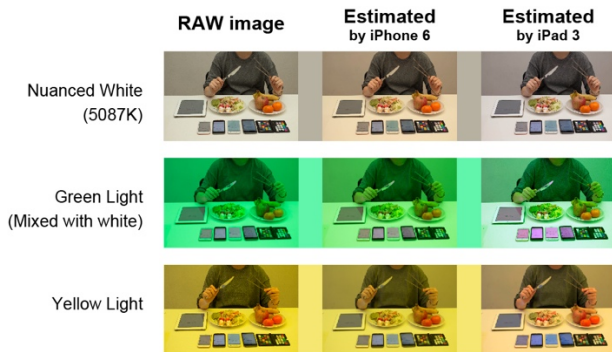 RAW image
Estimated
by iPhone 6
Estimated
by iPad 3
Nuanced White
(5087K)
Green Light
(Mixed with white)
Yellow Light